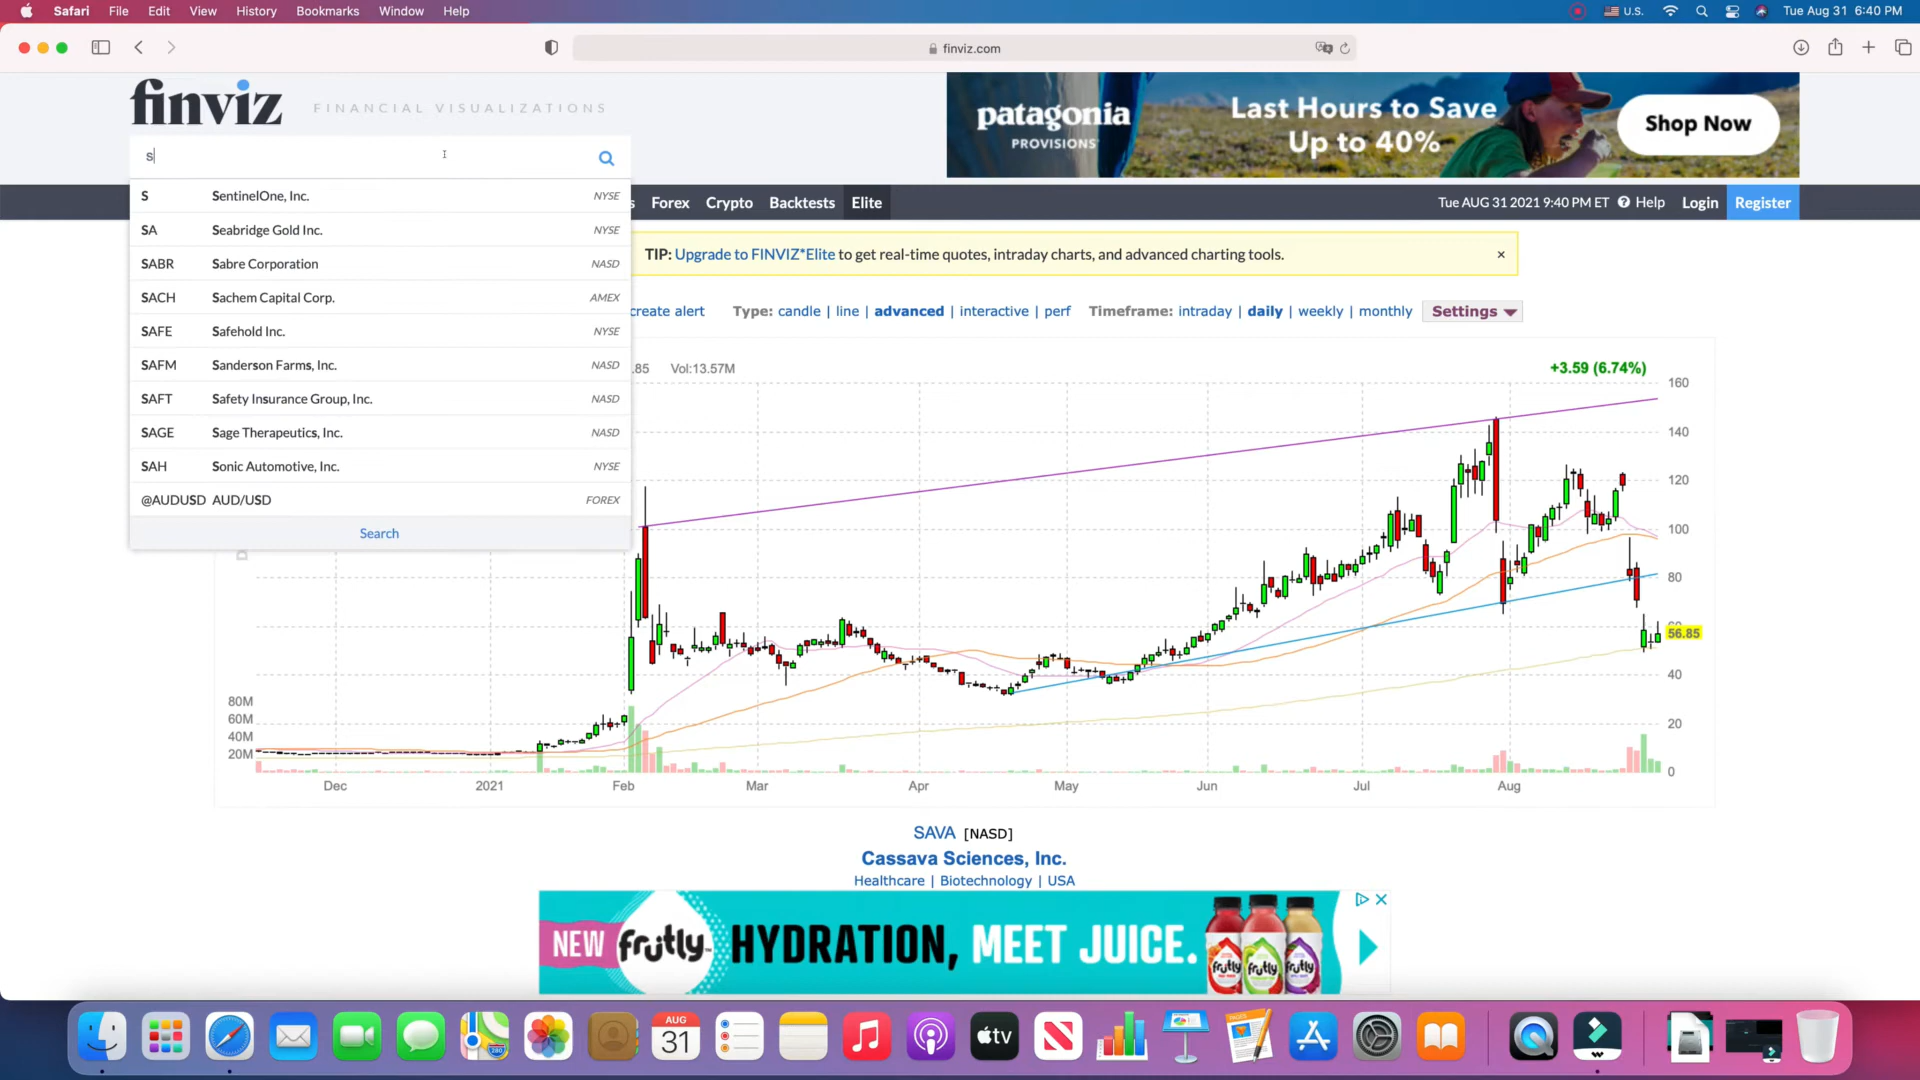 Safari File Edit View History Bookmarks Window Help
U.S. Tue Aug 31 6:40 PM
finviz.com
finviz FINANCIAL VISUALIZATIONS
patagonia
PROVISIONS
Last Hours to Save
Up to 40%
Shop Now
s
S SentinelOne, Inc. NYSE
SA Seabridge Gold Inc. NYSE
SABR Sabre Corporation NASD
SACH Sachem Capital Corp. AMEX
SAFE Safehold Inc. NYSE
SAFM Sanderson Farms, Inc. NASD
SAFT Safety Insurance Group, Inc. NASD
SAGE Sage Therapeutics, Inc. NASD
SAH Sonic Automotive, Inc. NYSE
@AUDUSD AUD/USD FOREX
Search
s Forex Crypto Backtests Elite
Tue AUG 31 2021 9:40 PM ET ? Help Login Register
TIP: Upgrade to FINVIZ*Elite to get real-time quotes, intraday charts, and advanced charting tools. ×
create alert Type: candle | line | advanced | interactive | perf Timeframe: intraday | daily | weekly | monthly Settings
.85 Vol:13.57M
+3.59 (6.74%)
160
140
120
100
80
56.85
40
20
0
80M
60M
40M
20M
Dec 2021 Feb Mar Apr May Jun Jul Aug
SAVA [NASD]
Cassava Sciences, Inc.
Healthcare | Biotechnology | USA
NEW frutly HYDRATION, MEET JUICE.
frutly frutly frutly
AUG
31
tv
280
PAGES